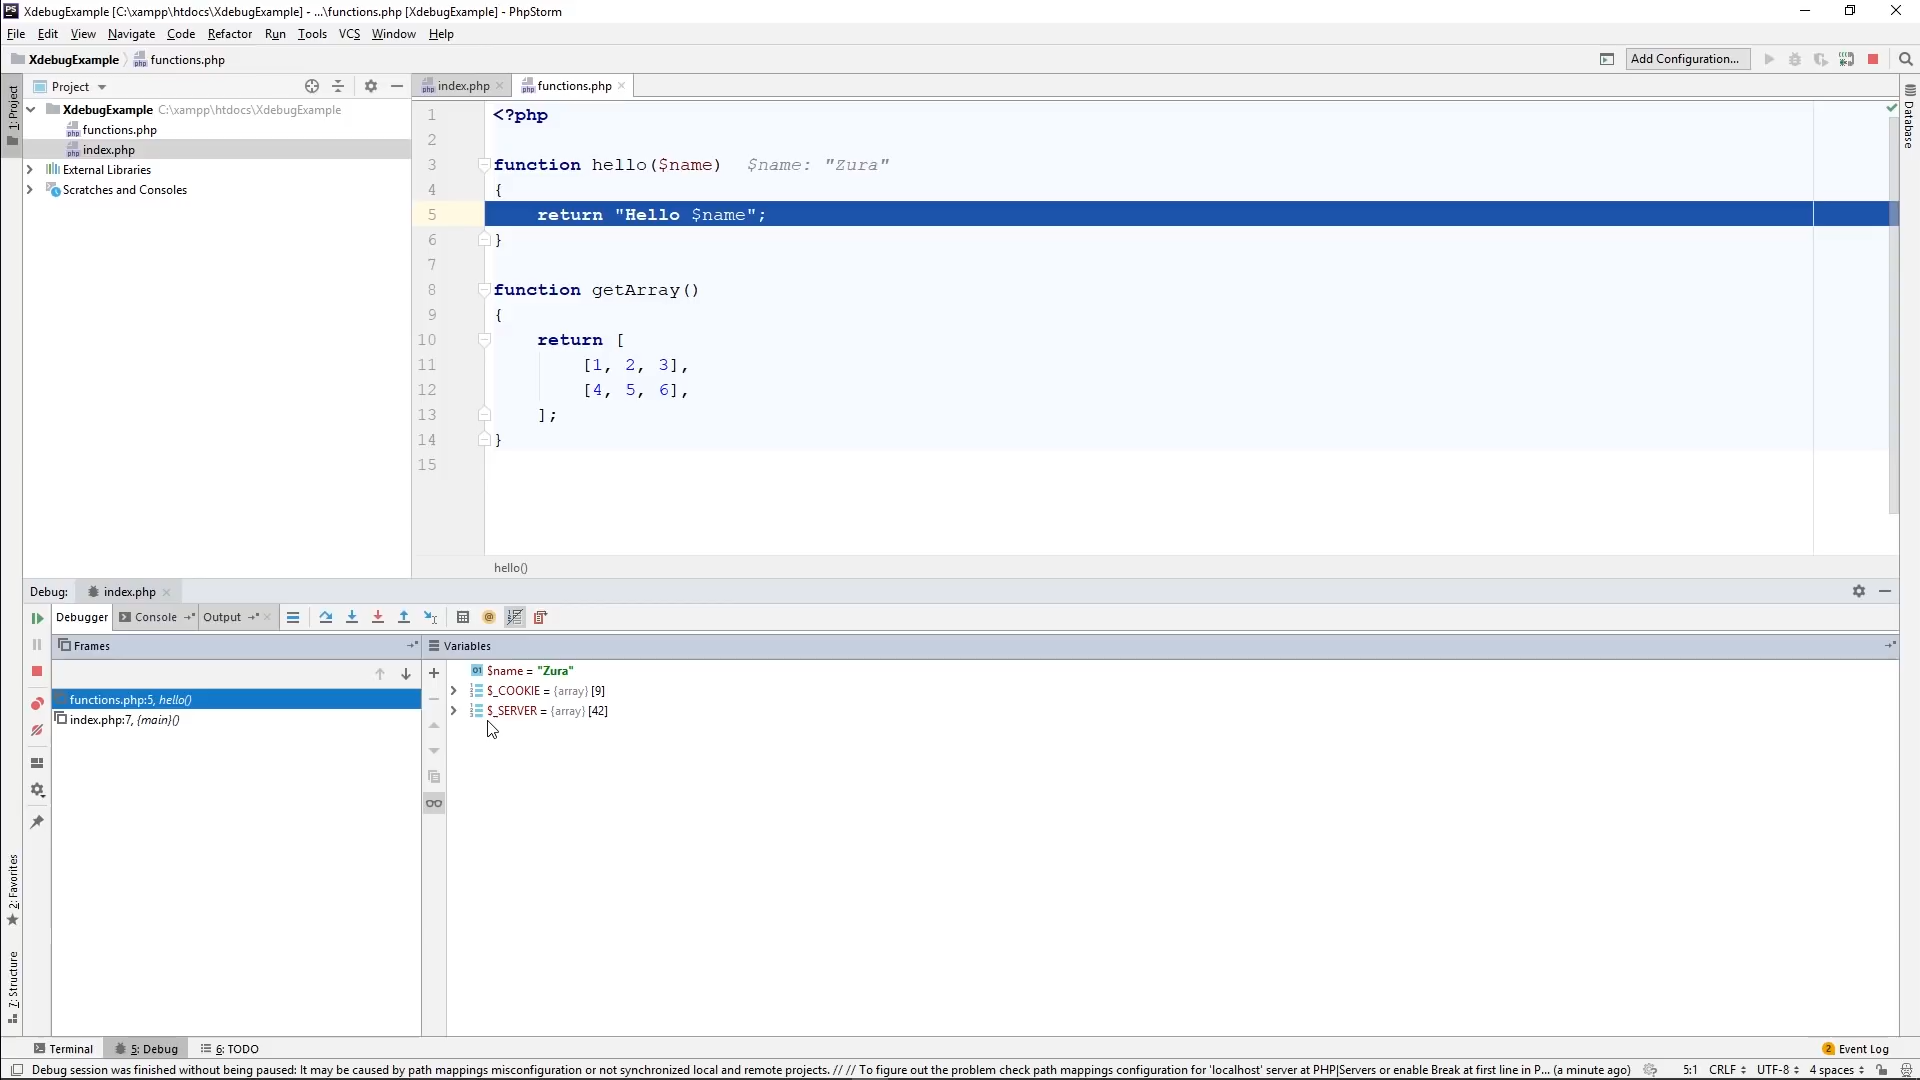 XdebugExample [C:\xampp\htdocs\XdebugExample] - ...\functions.php [XdebugExample] - PhpStorm
File Edit View Navigate Code Refactor Run Tools VCS Window Help
XdebugExample functions.php Add Configuration...
1: Project
Project
XdebugExample C:\xampp\htdocs\XdebugExample
functions.php
index.php
External Libraries
Scratches and Consoles
index.php functions.php
1 <?php
2
3 function hello($name) $name: "Zura"
4 {
5 return "Hello $name";
6 }
7
8 function getArray()
9 {
10 return [
11 [1, 2, 3],
12 [4, 5, 6],
13 ];
14 }
15
hello()
Database
Debug: index.php
Debugger Console Output
Frames
functions.php:5, hello()
index.php:7, {main}()
Variables
$name = "Zura"
$_COOKIE = {array} [9]
$_SERVER = {array} [42]
2: Favorites
7: Structure
Terminal 5: Debug 6: TODO 2 Event Log
Debug session was finished without being paused: It may be caused by path mappings misconfiguration or not synchronized local and remote projects. // // To figure out the problem check path mappings configuration for 'localhost' server at PHP|Servers or enable Break at first line in P... (a minute ago) 5:1 CRLF UTF-8 4 spaces